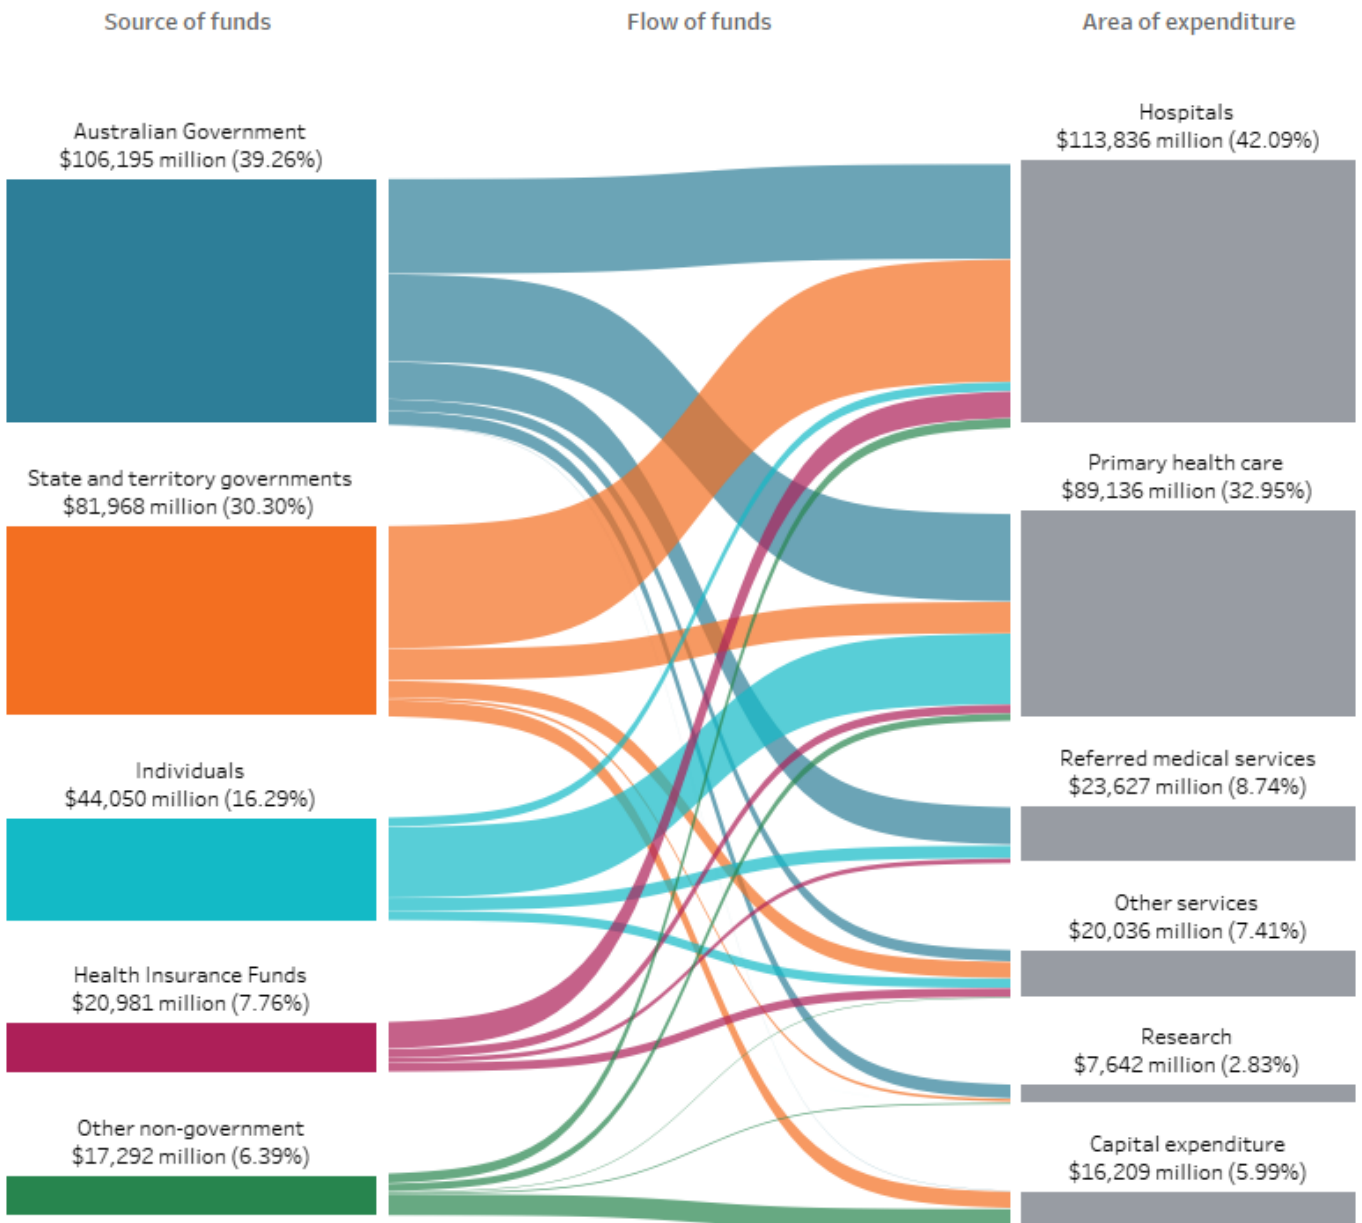 Source of funds
Flow of funds
Area of expenditure
Australian Government
$106,195 million (39.26%)
State and territory governments
$81,968 million (30.30%)
Individuals
$44,050 million (16.29%)
Health Insurance Funds
$20,981 million (7.76%)
Other non-government
$17,292 million (6.39%)
Hospitals
$113,836 million (42.09%)
Primary health care
$89,136 million (32.95%)
Referred medical services
$23,627 million (8.74%)
Other services
$20,036 million (7.41%)
Research
$7,642 million (2.83%)
Capital expenditure
$16,209 million (5.99%)